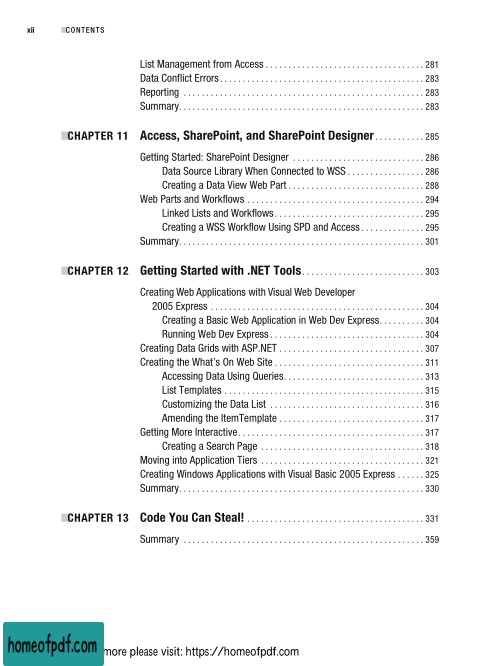 xii ■CONTENTS
List Management from Access . . . . . . . . . . . . . . . . . . . . . . . . . . . . . . . . . . . 281
Data Conflict Errors . . . . . . . . . . . . . . . . . . . . . . . . . . . . . . . . . . . . . . . . . . . . . 283
Reporting . . . . . . . . . . . . . . . . . . . . . . . . . . . . . . . . . . . . . . . . . . . . . . . . . . . . . 283
Summary. . . . . . . . . . . . . . . . . . . . . . . . . . . . . . . . . . . . . . . . . . . . . . . . . . . . . . 283
■CHAPTER 11 Access, SharePoint, and SharePoint Designer . . . . . . . . . . . 285
Getting Started: SharePoint Designer . . . . . . . . . . . . . . . . . . . . . . . . . . . . . 286
Data Source Library When Connected to WSS . . . . . . . . . . . . . . . . . 286
Creating a Data View Web Part . . . . . . . . . . . . . . . . . . . . . . . . . . . . . . 288
Web Parts and Workflows . . . . . . . . . . . . . . . . . . . . . . . . . . . . . . . . . . . . . . . 294
Linked Lists and Workflows . . . . . . . . . . . . . . . . . . . . . . . . . . . . . . . . . 295
Creating a WSS Workflow Using SPD and Access . . . . . . . . . . . . . . 295
Summary. . . . . . . . . . . . . . . . . . . . . . . . . . . . . . . . . . . . . . . . . . . . . . . . . . . . . . 301
■CHAPTER 12 Getting Started with .NET Tools . . . . . . . . . . . . . . . . . . . . . . . . . . . 303
Creating Web Applications with Visual Web Developer
2005 Express . . . . . . . . . . . . . . . . . . . . . . . . . . . . . . . . . . . . . . . . . . . . . . . 304
Creating a Basic Web Application in Web Dev Express. . . . . . . . . . 304
Running Web Dev Express . . . . . . . . . . . . . . . . . . . . . . . . . . . . . . . . . . 304
Creating Data Grids with ASP.NET . . . . . . . . . . . . . . . . . . . . . . . . . . . . . . . . 307
Creating the What's On Web Site . . . . . . . . . . . . . . . . . . . . . . . . . . . . . . . . . 311
Accessing Data Using Queries. . . . . . . . . . . . . . . . . . . . . . . . . . . . . . . 313
List Templates . . . . . . . . . . . . . . . . . . . . . . . . . . . . . . . . . . . . . . . . . . . . 315
Customizing the Data List . . . . . . . . . . . . . . . . . . . . . . . . . . . . . . . . . . 316
Amending the ItemTemplate . . . . . . . . . . . . . . . . . . . . . . . . . . . . . . . . 317
Getting More Interactive. . . . . . . . . . . . . . . . . . . . . . . . . . . . . . . . . . . . . . . . . 317
Creating a Search Page . . . . . . . . . . . . . . . . . . . . . . . . . . . . . . . . . . . . 318
Moving into Application Tiers . . . . . . . . . . . . . . . . . . . . . . . . . . . . . . . . . . . . 321
Creating Windows Applications with Visual Basic 2005 Express . . . . . . 325
Summary. . . . . . . . . . . . . . . . . . . . . . . . . . . . . . . . . . . . . . . . . . . . . . . . . . . . . . 330
■CHAPTER 13 Code You Can Steal! . . . . . . . . . . . . . . . . . . . . . . . . . . . . . . . . . . . . . . . 331
Summary . . . . . . . . . . . . . . . . . . . . . . . . . . . . . . . . . . . . . . . . . . . . . . . . . . . . . 359
homeofpdf.com more please visit: https://homeofpdf.com